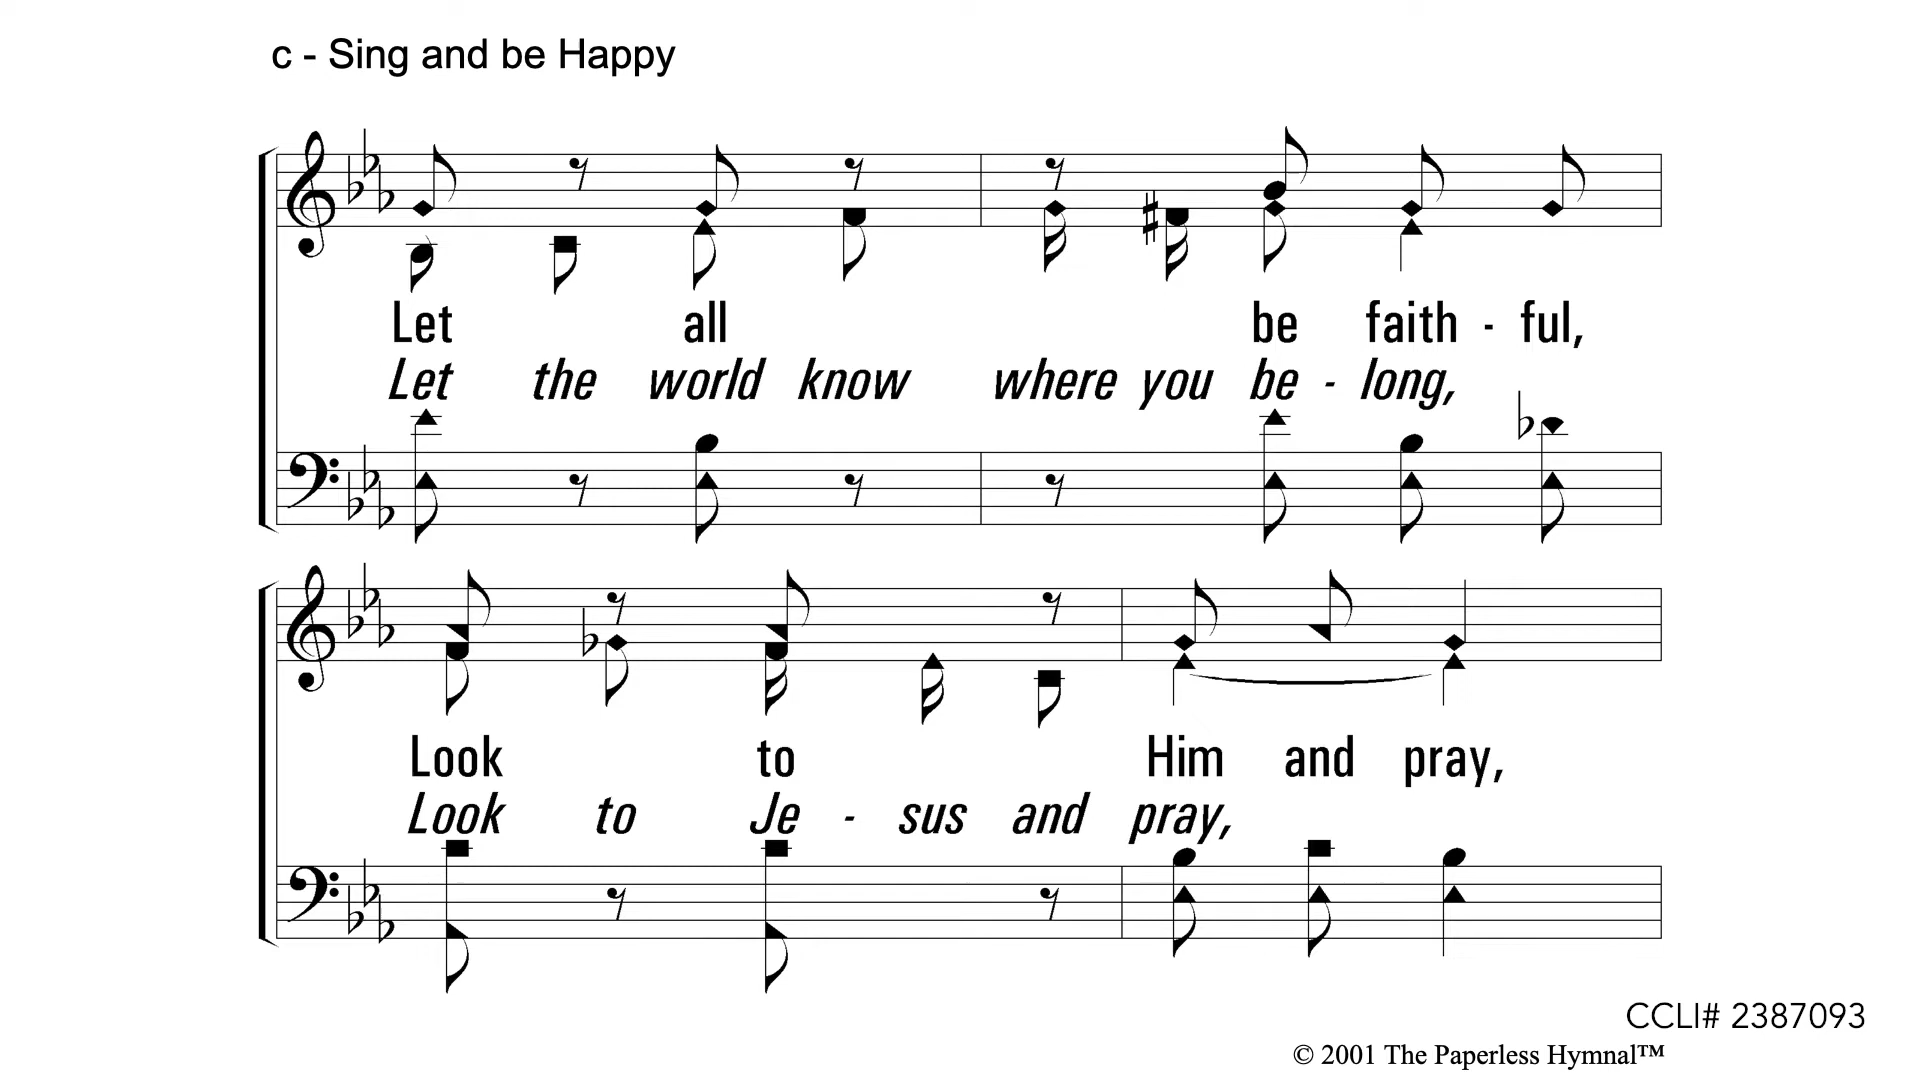 c - Sing and be Happy
Let all be faith - ful,
Let the world know where you be - long,
Look to Him and pray,
Look to Je - sus and pray,
CCLI# 2387093
© 2001 The Paperless Hymnal™